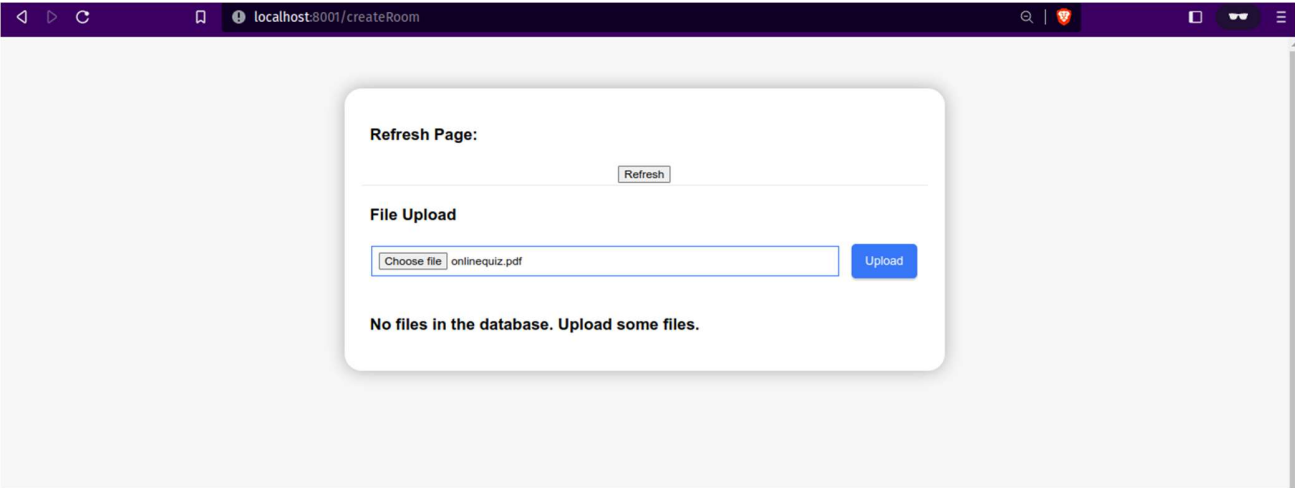 localhost:8001/createRoom
Refresh Page:
Refresh
File Upload
Choose file onlinequiz.pdf Upload
No files in the database. Upload some files.